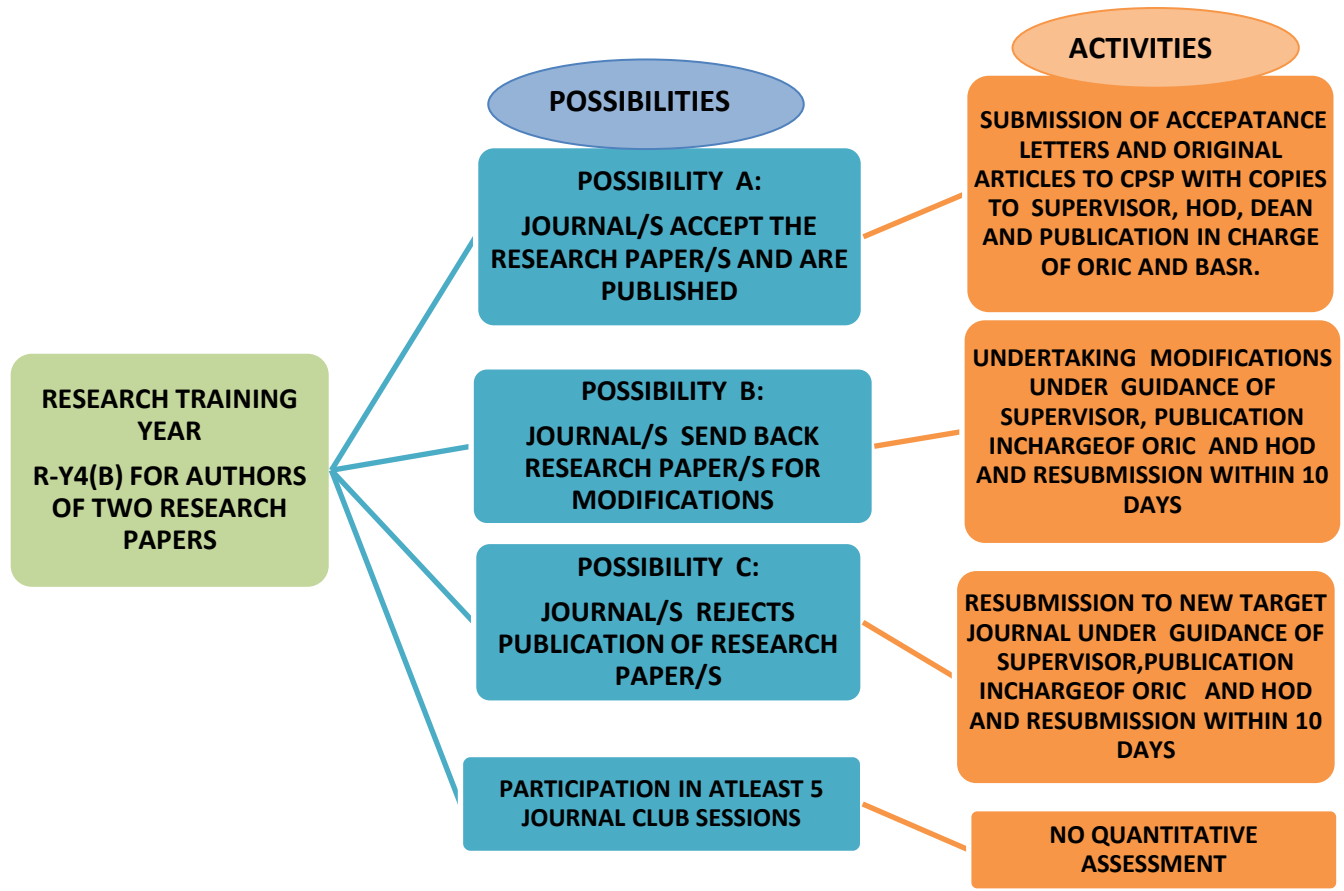 RESEARCH TRAINING
YEAR
R-Y4(B) FOR AUTHORS
OF TWO RESEARCH
PAPERS
POSSIBILITIES
POSSIBILITY A:
JOURNAL/S ACCEPT THE
RESEARCH PAPER/S AND ARE
PUBLISHED
POSSIBILITY B:
JOURNAL/S SEND BACK
RESEARCH PAPER/S FOR
MODIFICATIONS
POSSIBILITY C:
JOURNAL/S REJECTS
PUBLICATION OF RESEARCH
PAPER/S
PARTICIPATION IN ATLEAST 5
JOURNAL CLUB SESSIONS
ACTIVITIES
SUBMISSION OF ACCEPATANCE
LETTERS AND ORIGINAL
ARTICLES TO CPSP WITH COPIES
TO SUPERVISOR, HOD, DEAN
AND PUBLICATION IN CHARGE
OF ORIC AND BASR.
UNDERTAKING MODIFICATIONS
UNDER GUIDANCE OF
SUPERVISOR, PUBLICATION
INCHARGEOF ORIC AND HOD
AND RESUBMISSION WITHIN 10
DAYS
RESUBMISSION TO NEW TARGET
JOURNAL UNDER GUIDANCE OF
SUPERVISOR,PUBLICATION
INCHARGEOF ORIC AND HOD
AND RESUBMISSION WITHIN 10
DAYS
NO QUANTITATIVE
ASSESSMENT